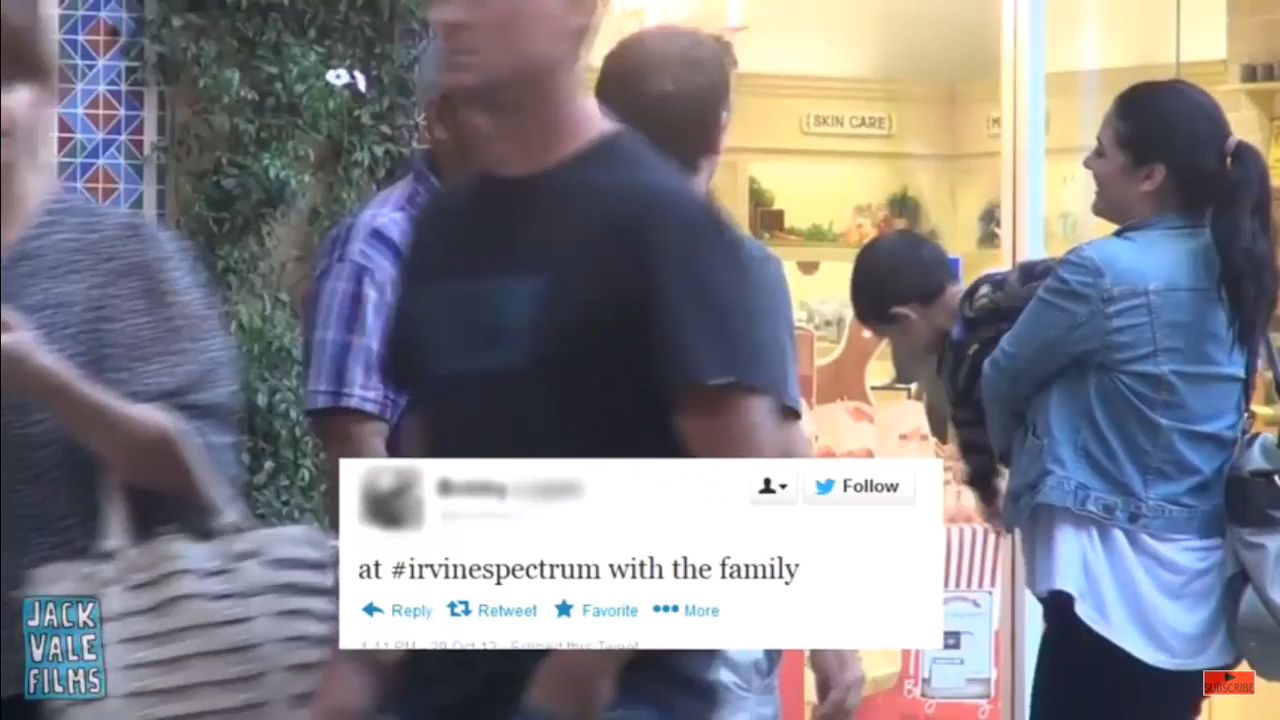 {SKIN CARE}
Follow
at #irvinespectrum with the family
Reply Retweet Favorite More
JACK
VALE
FILMS
SUBSCRIBE